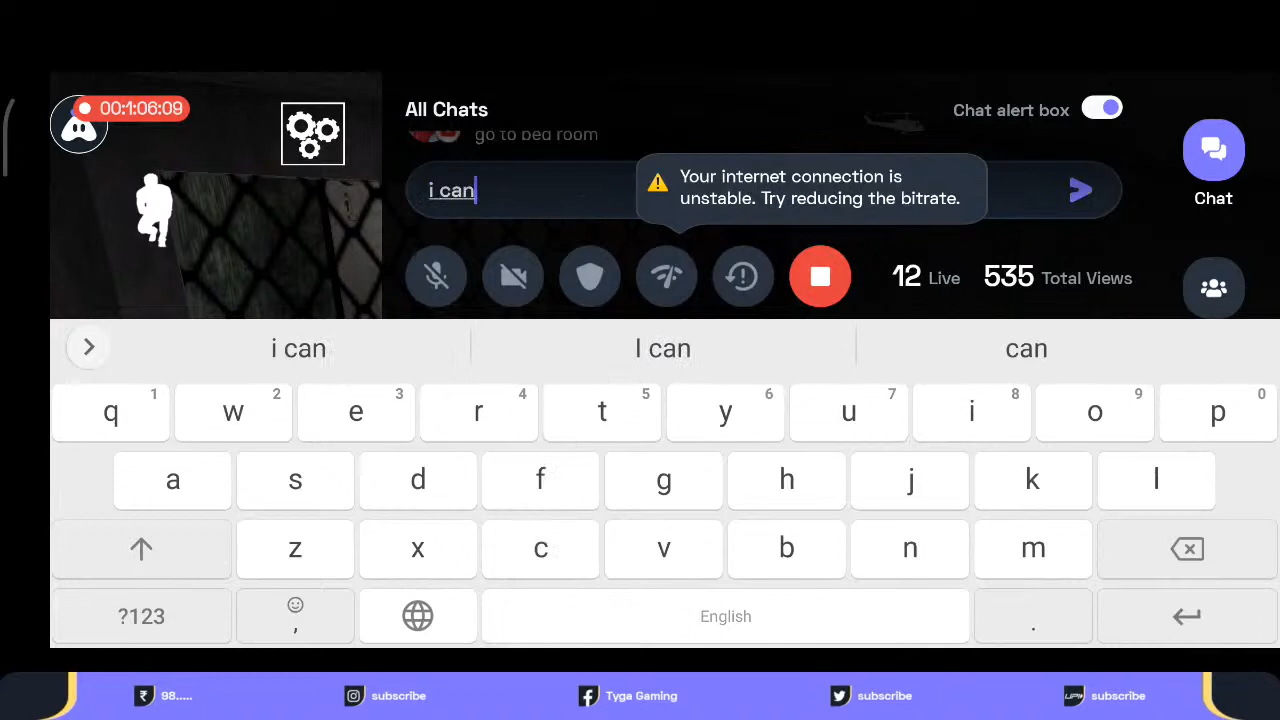 00:1:06:09
All Chats
Chat alert box
go to bed room
i can
Your internet connection is
unstable. Try reducing the bitrate.
Chat
12 Live 535 Total Views
i can I can can
q 1 w 2 e 3 r 4 t 5 y 6 u 7 i 8 o 9 p 0
a s d f g h j k l
z x c v b n m
?123 , English .
₹ 98..... subscribe Tyga Gaming subscribe UPI subscribe